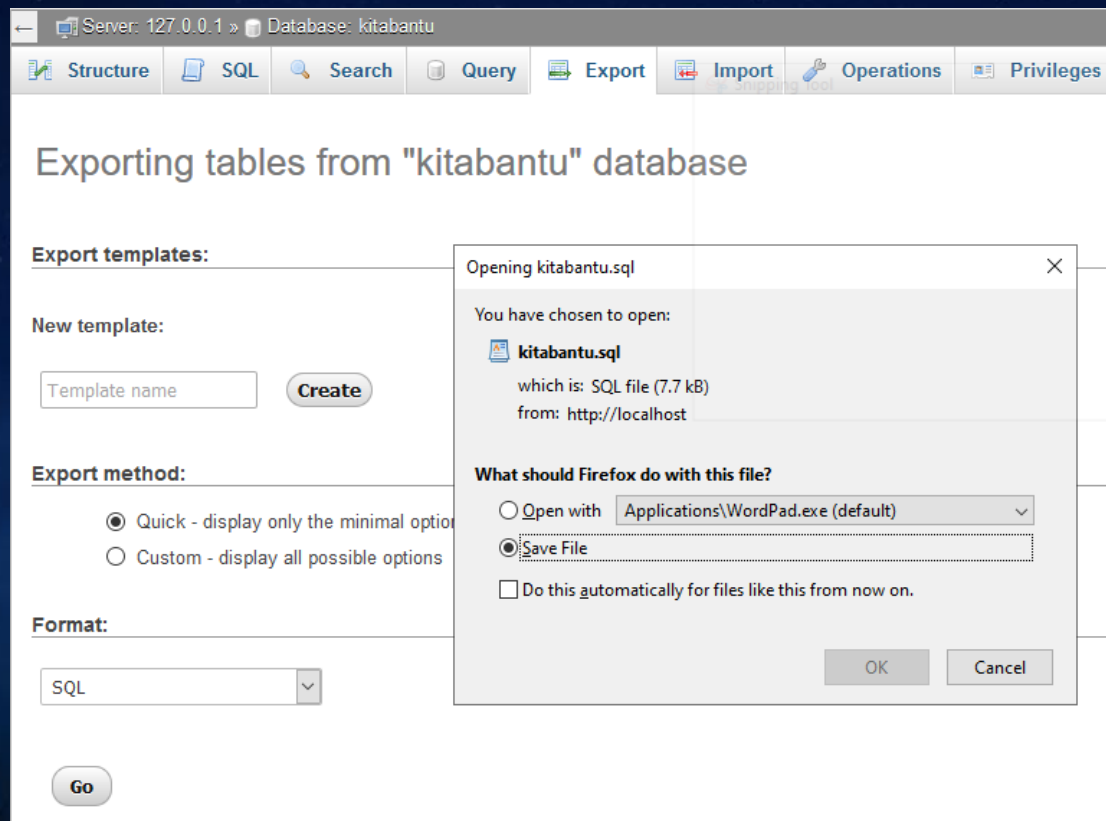 ← Server: 127.0.0.1 » Database: kitabantu
Structure SQL Search Query Export Import Operations Privileges
Snipping Tool
Exporting tables from "kitabantu" database
Export templates:
New template:
Template name Create
Export method:
Quick - display only the minimal option
Custom - display all possible options
Format:
SQL
Go
Opening kitabantu.sql
You have chosen to open:
kitabantu.sql
which is: SQL file (7.7 kB)
from: http://localhost
What should Firefox do with this file?
Open with Applications\WordPad.exe (default)
Save File
Do this automatically for files like this from now on.
OK Cancel